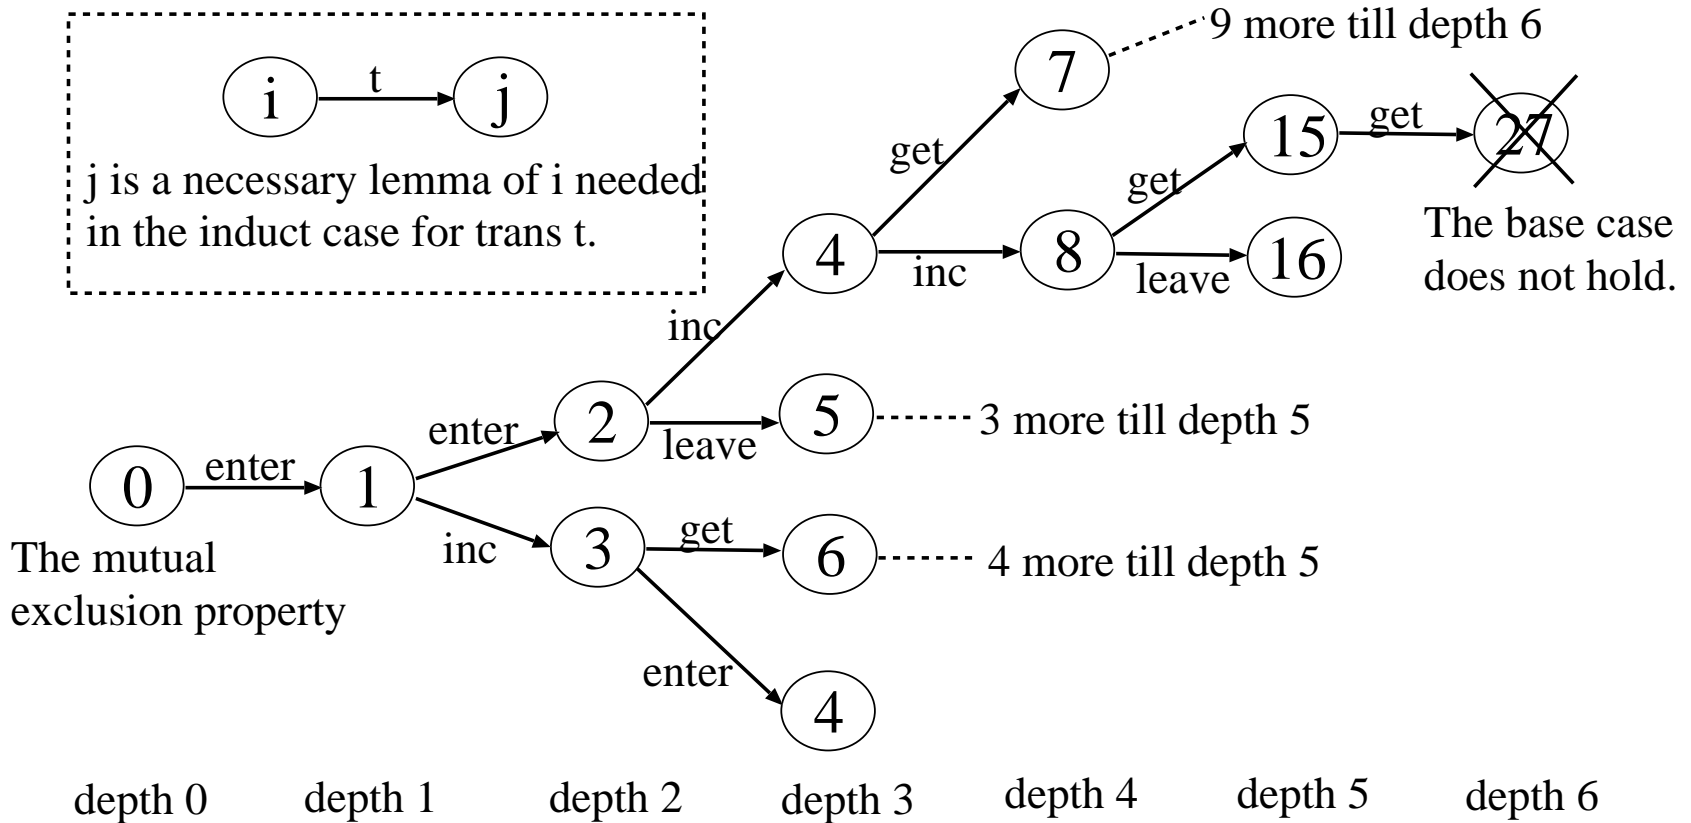 i
t
j
j is a necessary lemma of i needed
in the induct case for trans t.
9 more till depth 6
7
get
15
get
27
get
4
inc
8
leave
16
The base case
does not hold.
inc
enter
2
leave
5
3 more till depth 5
0
enter
1
inc
3
get
6
4 more till depth 5
The mutual
exclusion property
enter
4
depth 0
depth 1
depth 2
depth 3
depth 4
depth 5
depth 6